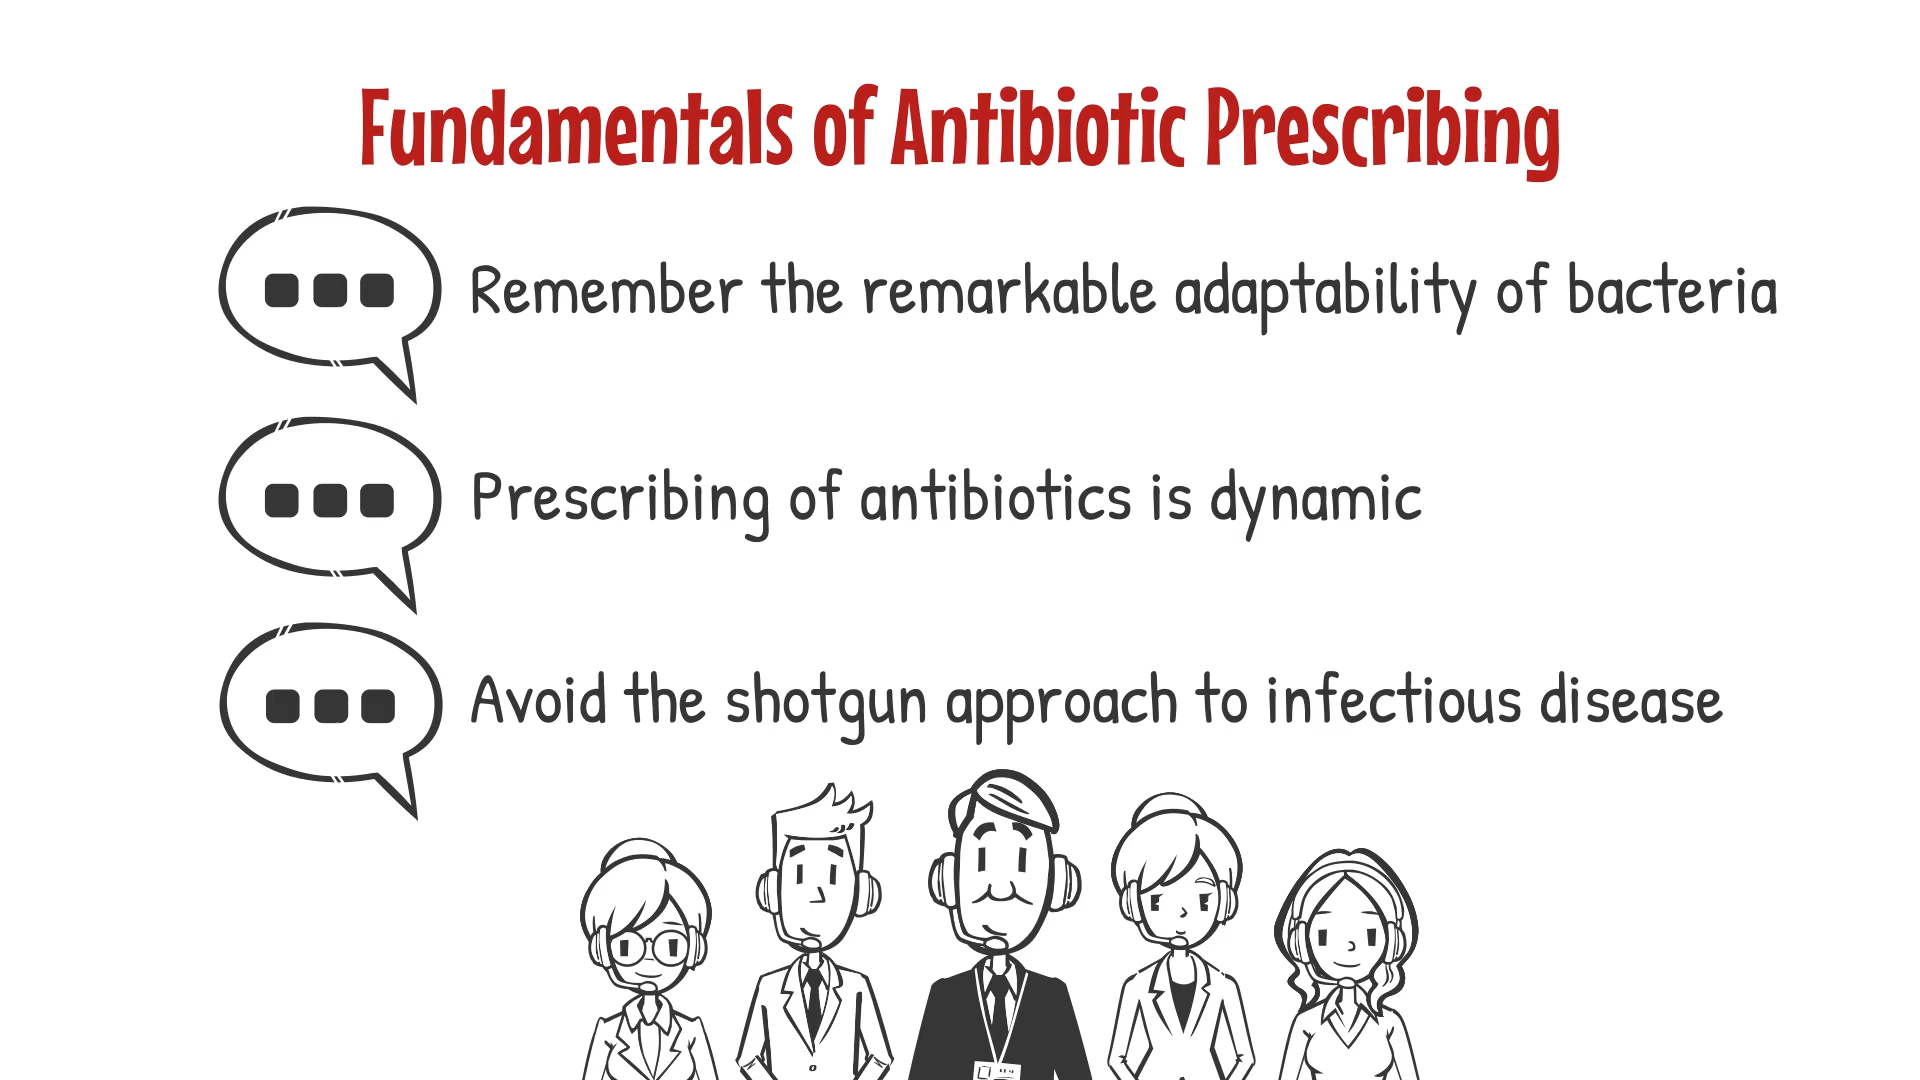 Fundamentals of Antibiotic Prescribing
Remember the remarkable adaptability of bacteria
Prescribing of antibiotics is dynamic
Avoid the shotgun approach to infectious disease